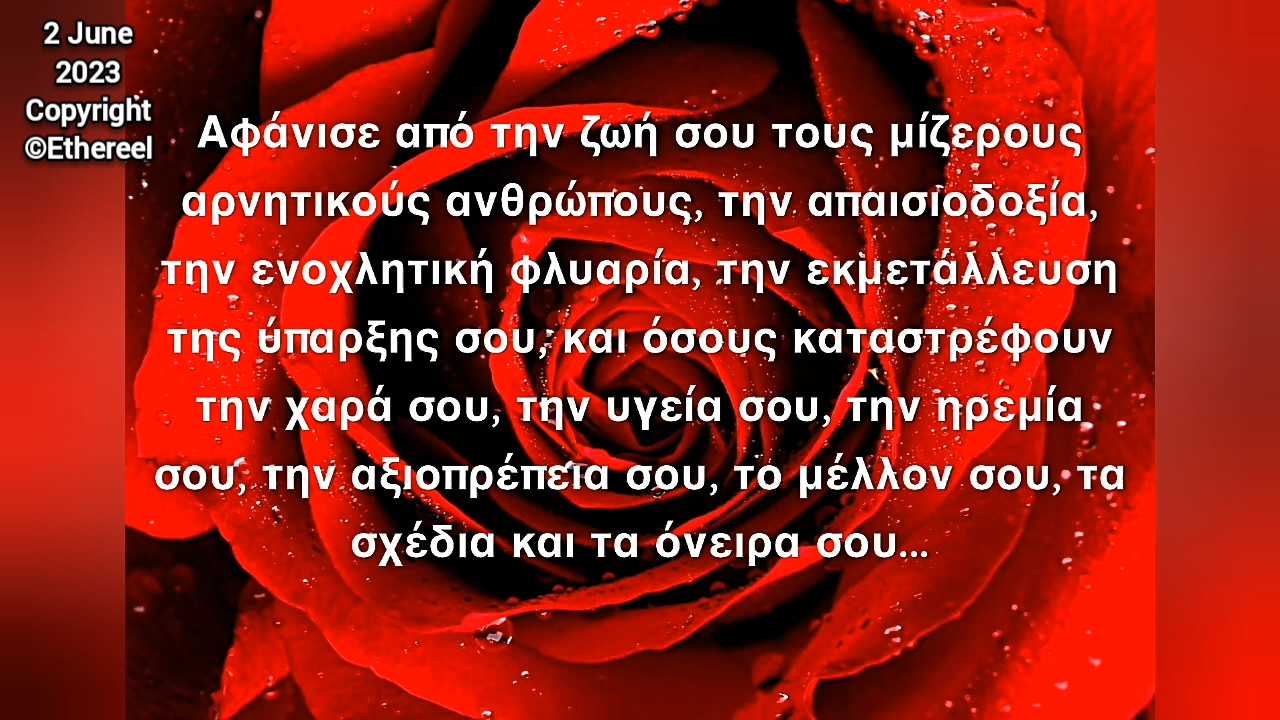 2 June
2023
Copyright
©Ethereel
Αφάνισε από την ζωή σου τους μίζερους
αρνητικούς ανθρώπους, την απαισιοδοξία,
την ενοχλητική φλυαρία, την εκμετάλλευση
της ύπαρξης σου, και όσους καταστρέφουν
την χαρά σου, την υγεία σου, την ηρεμία
σου, την αξιοπρέπεια σου, το μέλλον σου, τα
σχέδια και τα όνειρα σου...